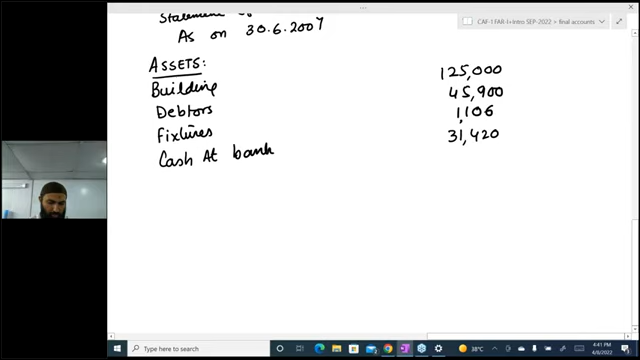 CAF-1 FAR-I+Intro SEP-2022 > final accounts
Statement
As on 30.6.2007
ASSETS:
Building 125,000
Debtors 45,900
Fixtures 1,106
Cash At bank 31,420
Type here to search
38°C
4:41 PM
4/8/2022